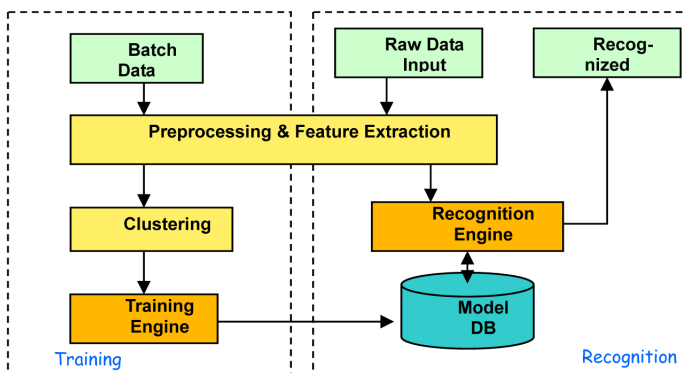 Batch
Data
Raw Data
Input
Recog-
nized
Preprocessing & Feature Extraction
Clustering
Recognition
Engine
Training
Engine
Model
DB
Training
Recognition